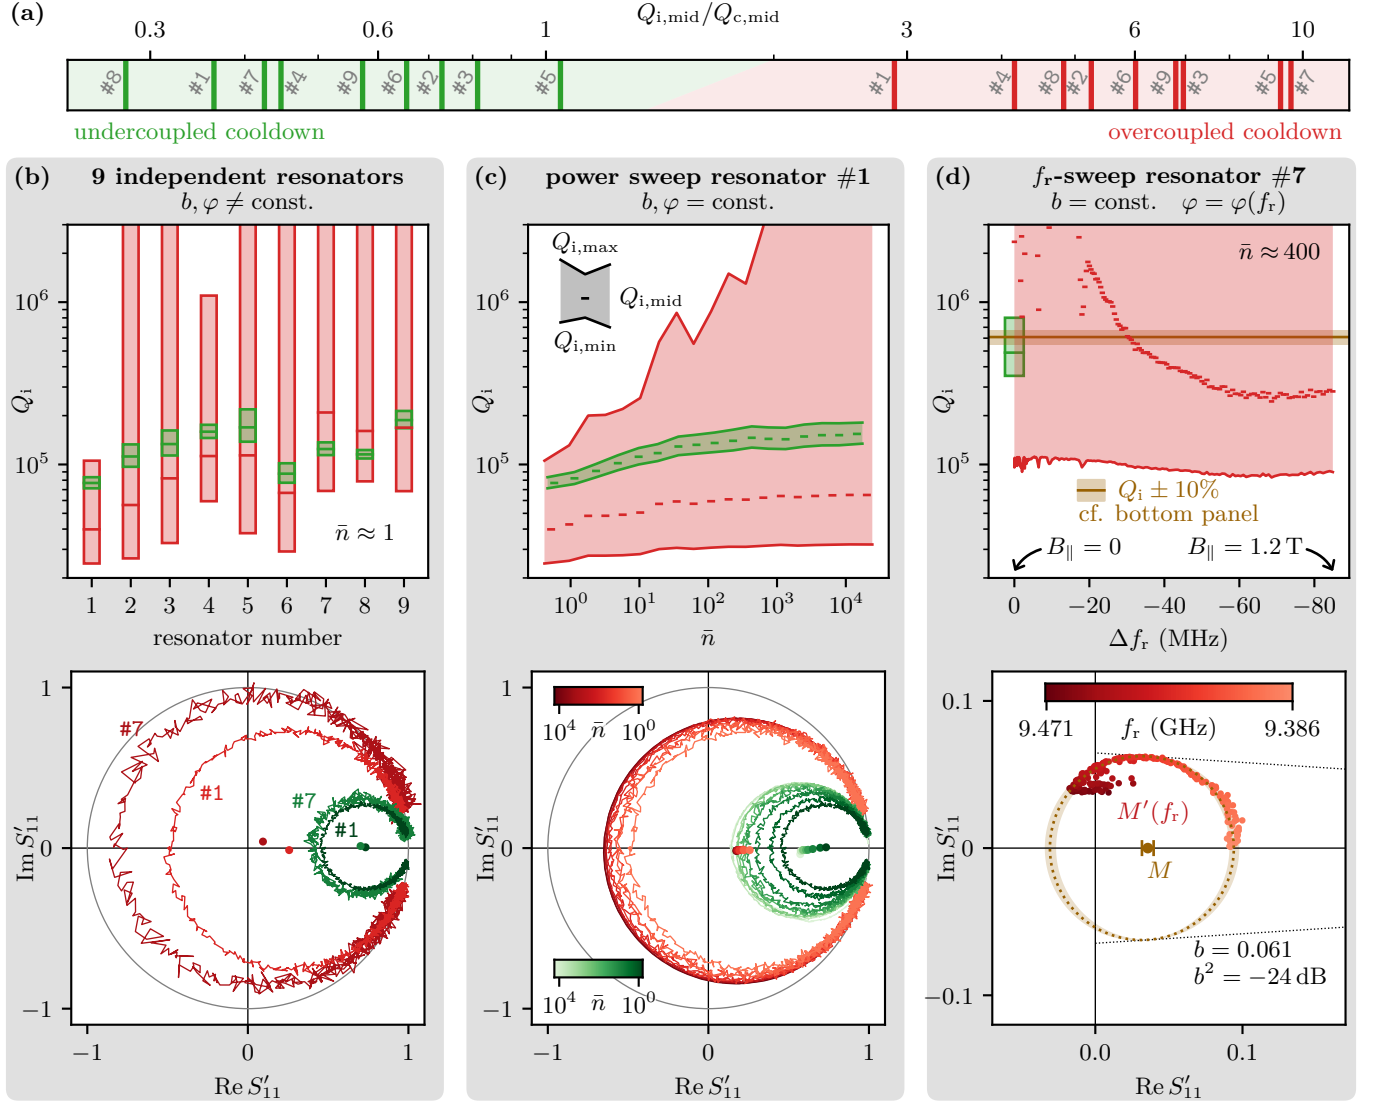 (a)
Q_i,mid/Q_c,mid
0.3 0.6 1 3 6 10
#8 #1 #7 #4 #9 #6 #2 #3 #5 #1 #4 #8 #2 #6 #9 #3 #5 #7
undercoupled cooldown
overcoupled cooldown
(b) 9 independent resonators
b, φ ≠ const.
Q_i
10^6
10^5
n̄ ≈ 1
1 2 3 4 5 6 7 8 9
resonator number
Im S′_11
1
0
−1
#7
#1
#7
#1
−1 0 1
Re S′_11
(c) power sweep resonator #1
b, φ = const.
Q_i
10^6
10^5
Q_i,max
Q_i,mid
Q_i,min
10^0 10^1 10^2 10^3 10^4
n̄
Im S′_11
1
0
−1
10^4 n̄ 10^0
10^4 n̄ 10^0
−1 0 1
Re S′_11
(d) f_r-sweep resonator #7
b = const. φ = φ(f_r)
Q_i
10^6
10^5
n̄ ≈ 400
Q_i ± 10%
cf. bottom panel
B_∥ = 0 B_∥ = 1.2 T
0 −20 −40 −60 −80
Δf_r (MHz)
Im S′_11
0.1
0
−0.1
9.471 f_r (GHz) 9.386
M′(f_r)
M
b = 0.061
b² = −24 dB
0.0 0.1
Re S′_11